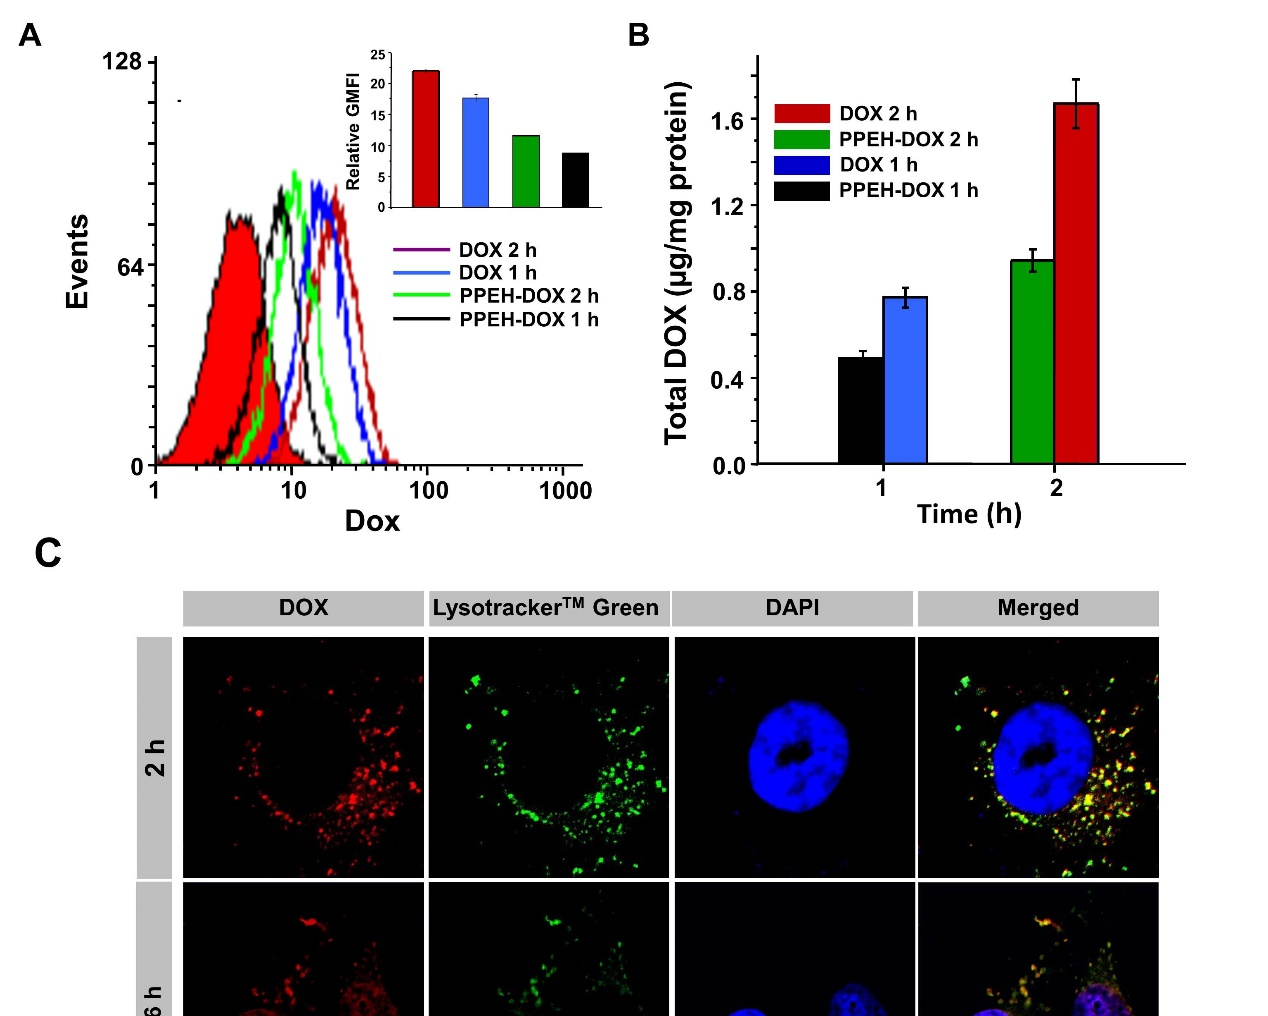 A
128
64
0
Events
1
10
100
1000
Dox
25
20
15
10
5
0
Relative GMFI
DOX 2 h
DOX 1 h
PPEH-DOX 2 h
PPEH-DOX 1 h
B
Total DOX (µg/mg protein)
1.6
1.2
0.8
0.4
0.0
DOX 2 h
PPEH-DOX 2 h
DOX 1 h
PPEH-DOX 1 h
1
2
Time (h)
C
DOX
Lysotracker™ Green
DAPI
Merged
2 h
6 h